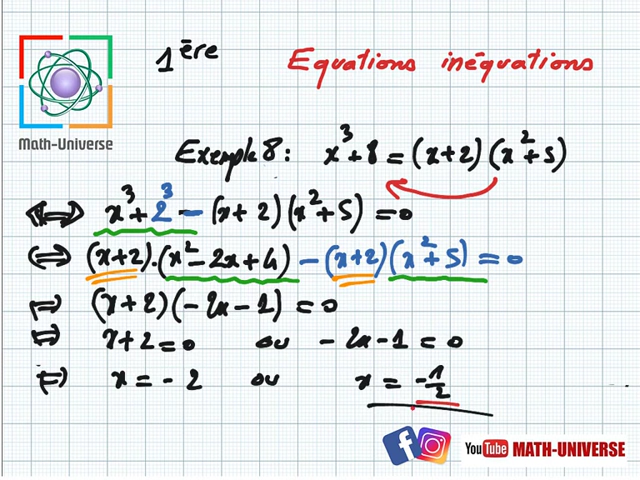 1ère Equations inéquations
Math-Universe
Exemple 8 : x³+8=(x+2)(x²+5)
⟺ x³+2³-(x+2)(x²+5)=0
⟺ (x+2).(x²-2x+4)-(x+2)(x²+5)=0
⟺ (x+2)(-2x-1)=0
⟺ x+2=0 ou -2x-1=0
⟺ x=-2 ou x=-1/2
YouTube MATH-UNIVERSE